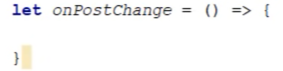 let onPostChange = () => {
}